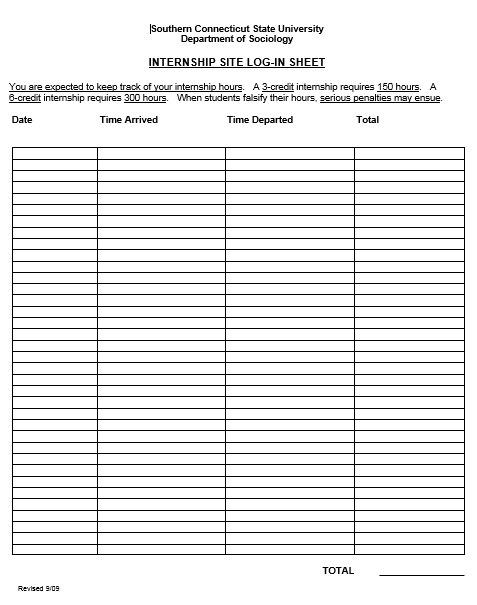 Southern Connecticut State University
Department of Sociology
INTERNSHIP SITE LOG-IN SHEET
You are expected to keep track of your internship hours. A 3-credit internship requires 150 hours. A
6-credit internship requires 300 hours. When students falsify their hours, serious penalties may ensue.
Date Time Arrived Time Departed Total
TOTAL
Revised 9/09